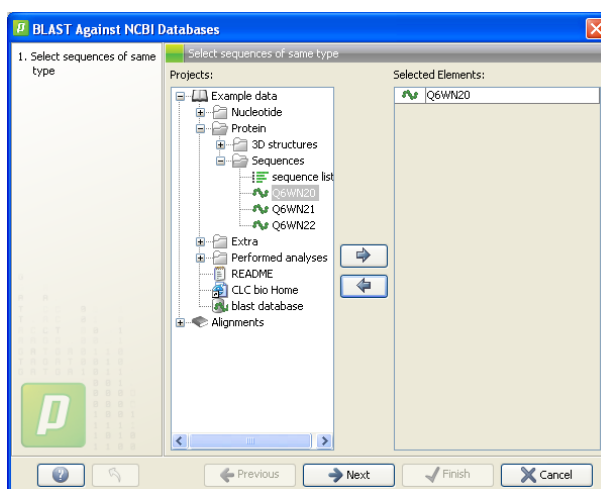 BLAST Against NCBI Databases
1. Select sequences of same
type
Select sequences of same type
Projects:
Example data
Nucleotide
Protein
3D structures
Sequences
sequence list
Q6WN20
Q6WN21
Q6WN22
Extra
Performed analyses
README
CLC bio Home
blast database
Alignments
Selected Elements:
Q6WN20
Previous
Next
Finish
Cancel